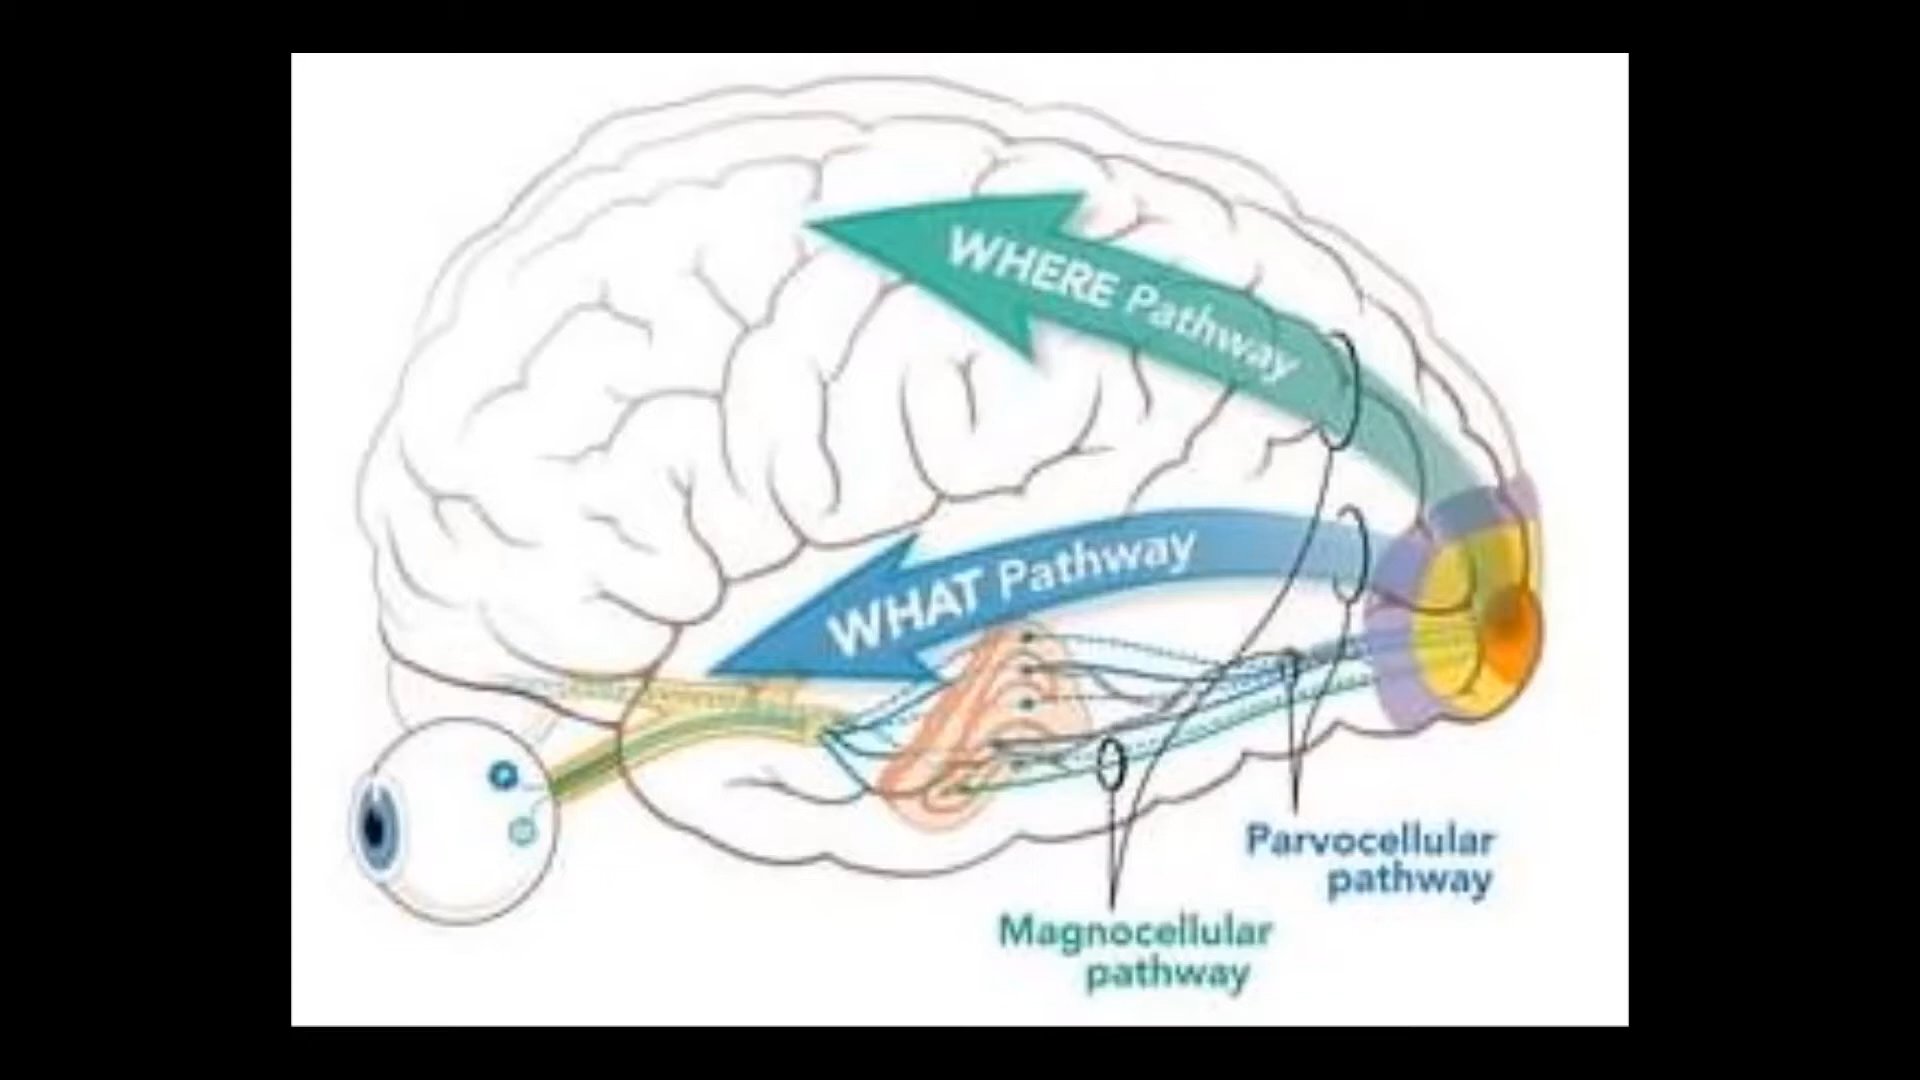 WHERE Pathway
WHAT Pathway
P
Parvocellular
pathway
Magnocellular
pathway